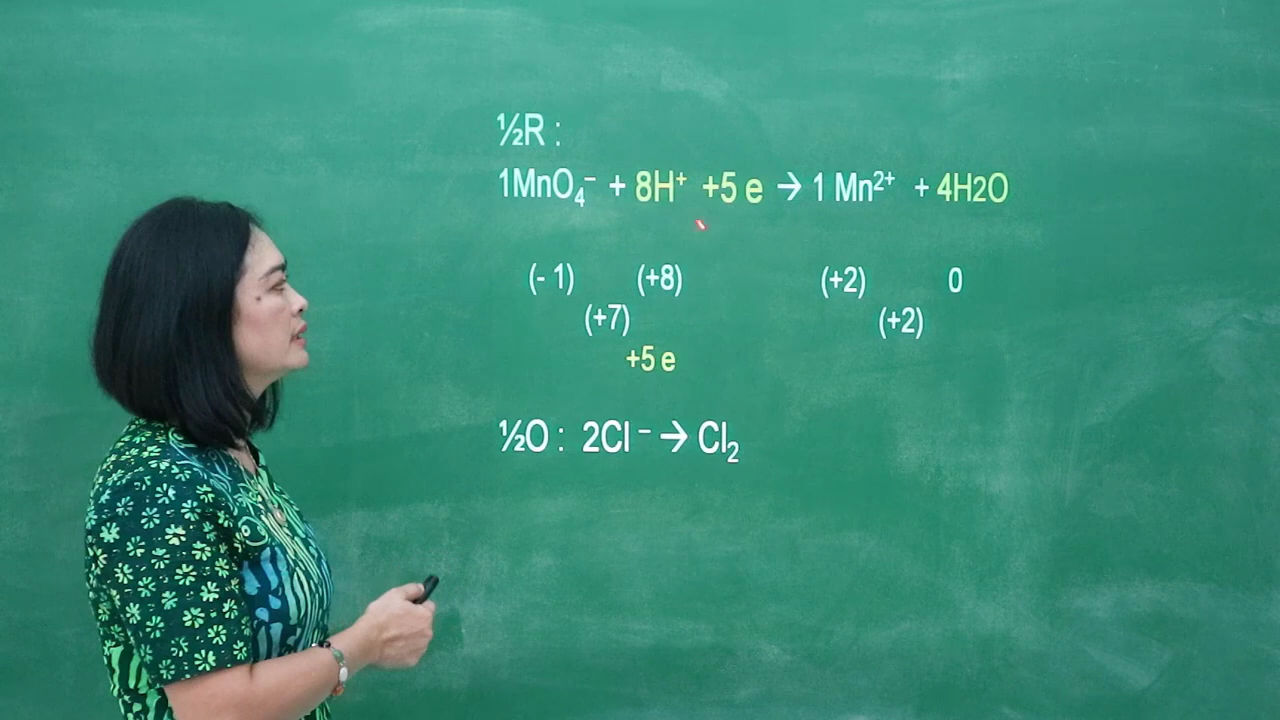 ½R :
1MnO₄⁻ + 8H⁺ +5 e → 1 Mn²⁺ + 4H2O
(- 1) (+8) (+2) 0
(+7) (+2)
+5 e
½O : 2Cl⁻ → Cl₂